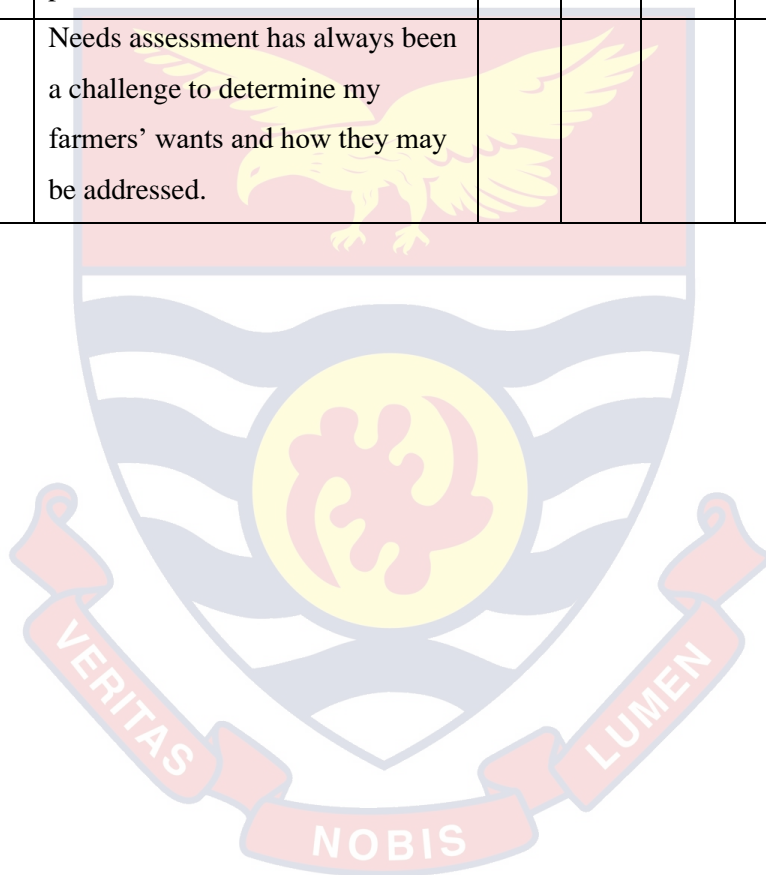 Needs assessment has always been
a challenge to determine my
farmers' wants and how they may
be addressed.
VERITAS
NOBIS
LUMEN